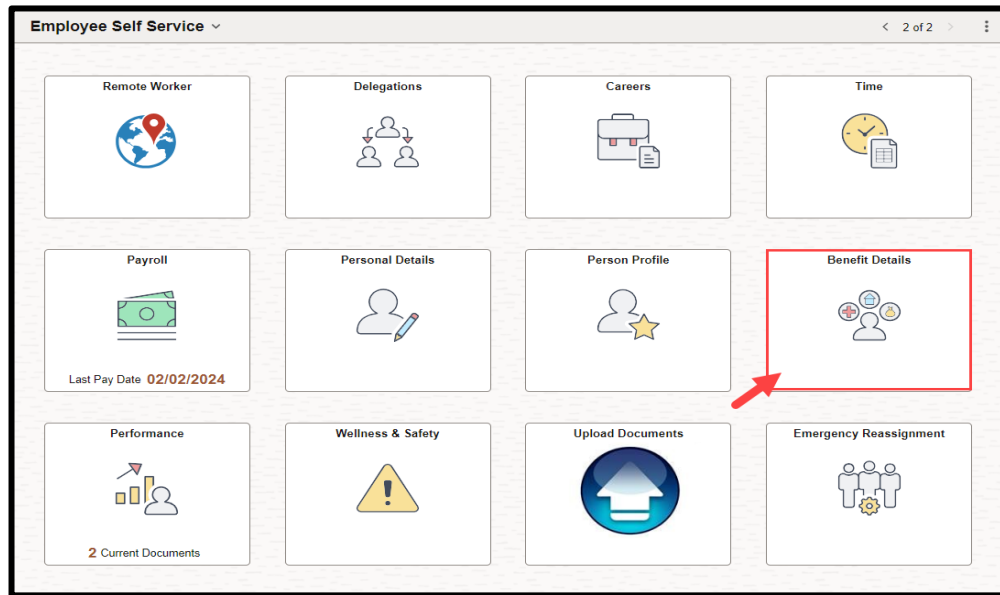 Employee Self Service
2 of 2
Remote Worker
Delegations
Careers
Time
Payroll
Last Pay Date 02/02/2024
Personal Details
Person Profile
Benefit Details
Performance
2 Current Documents
Wellness & Safety
Upload Documents
Emergency Reassignment